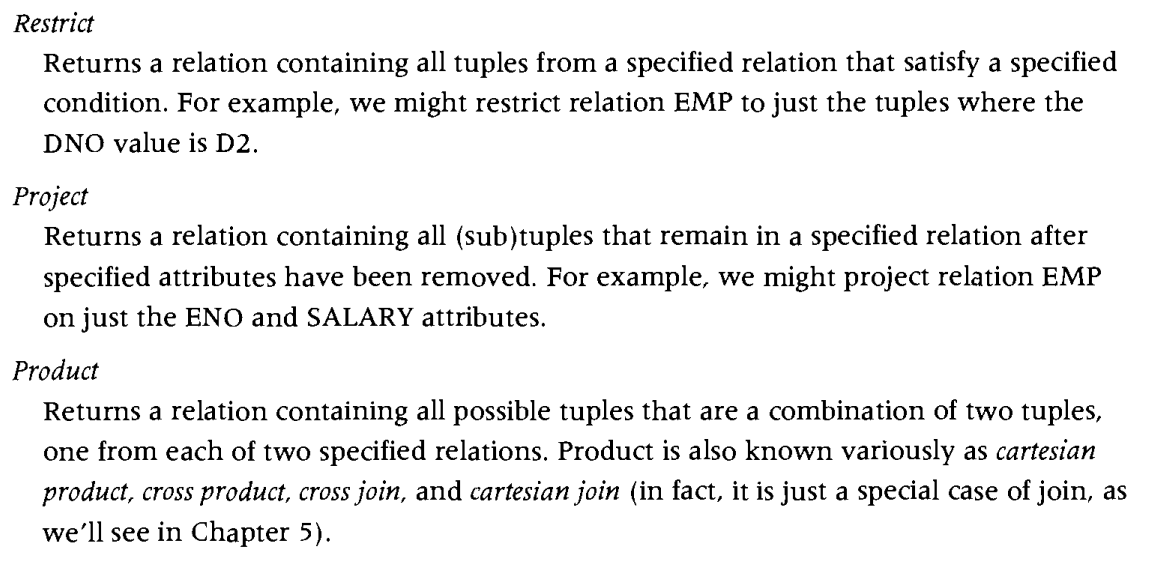 Restrict
Returns a relation containing all tuples from a specified relation that satisfy a specified
condition. For example, we might restrict relation EMP to just the tuples where the
DNO value is D2.
Project
Returns a relation containing all (sub)tuples that remain in a specified relation after
specified attributes have been removed. For example, we might project relation EMP
on just the ENO and SALARY attributes.
Product
Returns a relation containing all possible tuples that are a combination of two tuples,
one from each of two specified relations. Product is also known variously as cartesian
product, cross product, cross join, and cartesian join (in fact, it is just a special case of join, as
we'll see in Chapter 5).